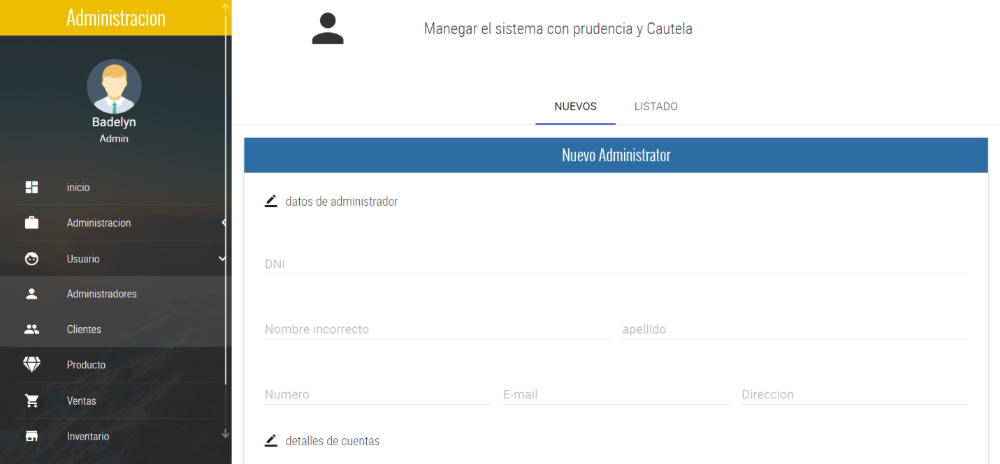 Administracion
Badelyn
Admin
inicio
Administracion
Usuario
Administradores
Clientes
Producto
Ventas
Inventario
Manegar el sistema con prudencia y Cautela
NUEVOS
LISTADO
Nuevo Administrator
datos de administrador
DNI
Nombre incorrecto
apellido
Numero
E-mail
Direccion
detalles de cuentas